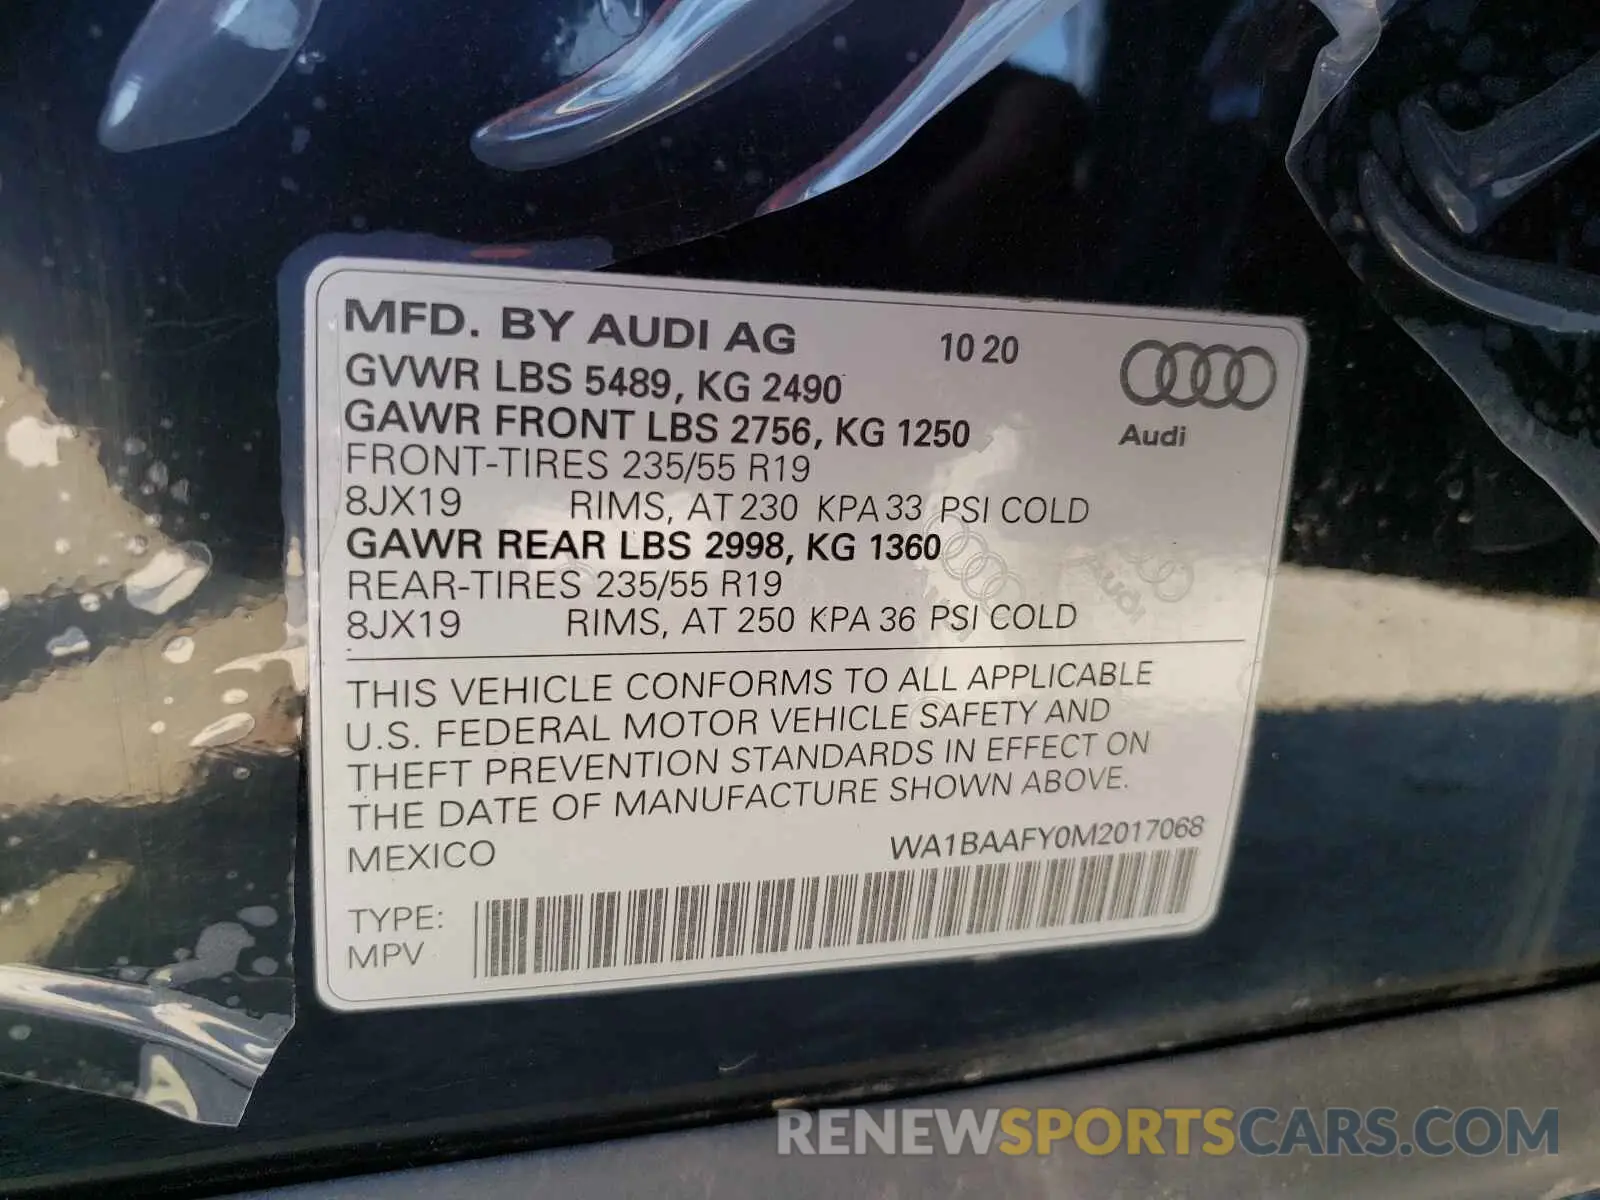 MFD. BY AUDI AG 10 20
GVWR LBS 5489, KG 2490
GAWR FRONT LBS 2756, KG 1250
Audi
FRONT-TIRES 235/55 R19
8JX19 RIMS, AT 230 KPA 33 PSI COLD
GAWR REAR LBS 2998, KG 1360
REAR-TIRES 235/55 R19
8JX19 RIMS, AT 250 KPA 36 PSI COLD
Audi
THIS VEHICLE CONFORMS TO ALL APPLICABLE
U.S. FEDERAL MOTOR VEHICLE SAFETY AND
THEFT PREVENTION STANDARDS IN EFFECT ON
THE DATE OF MANUFACTURE SHOWN ABOVE.
MEXICO WA1BAAFY0M2017068
TYPE:
MPV
RENEWSPORTSCARS.COM